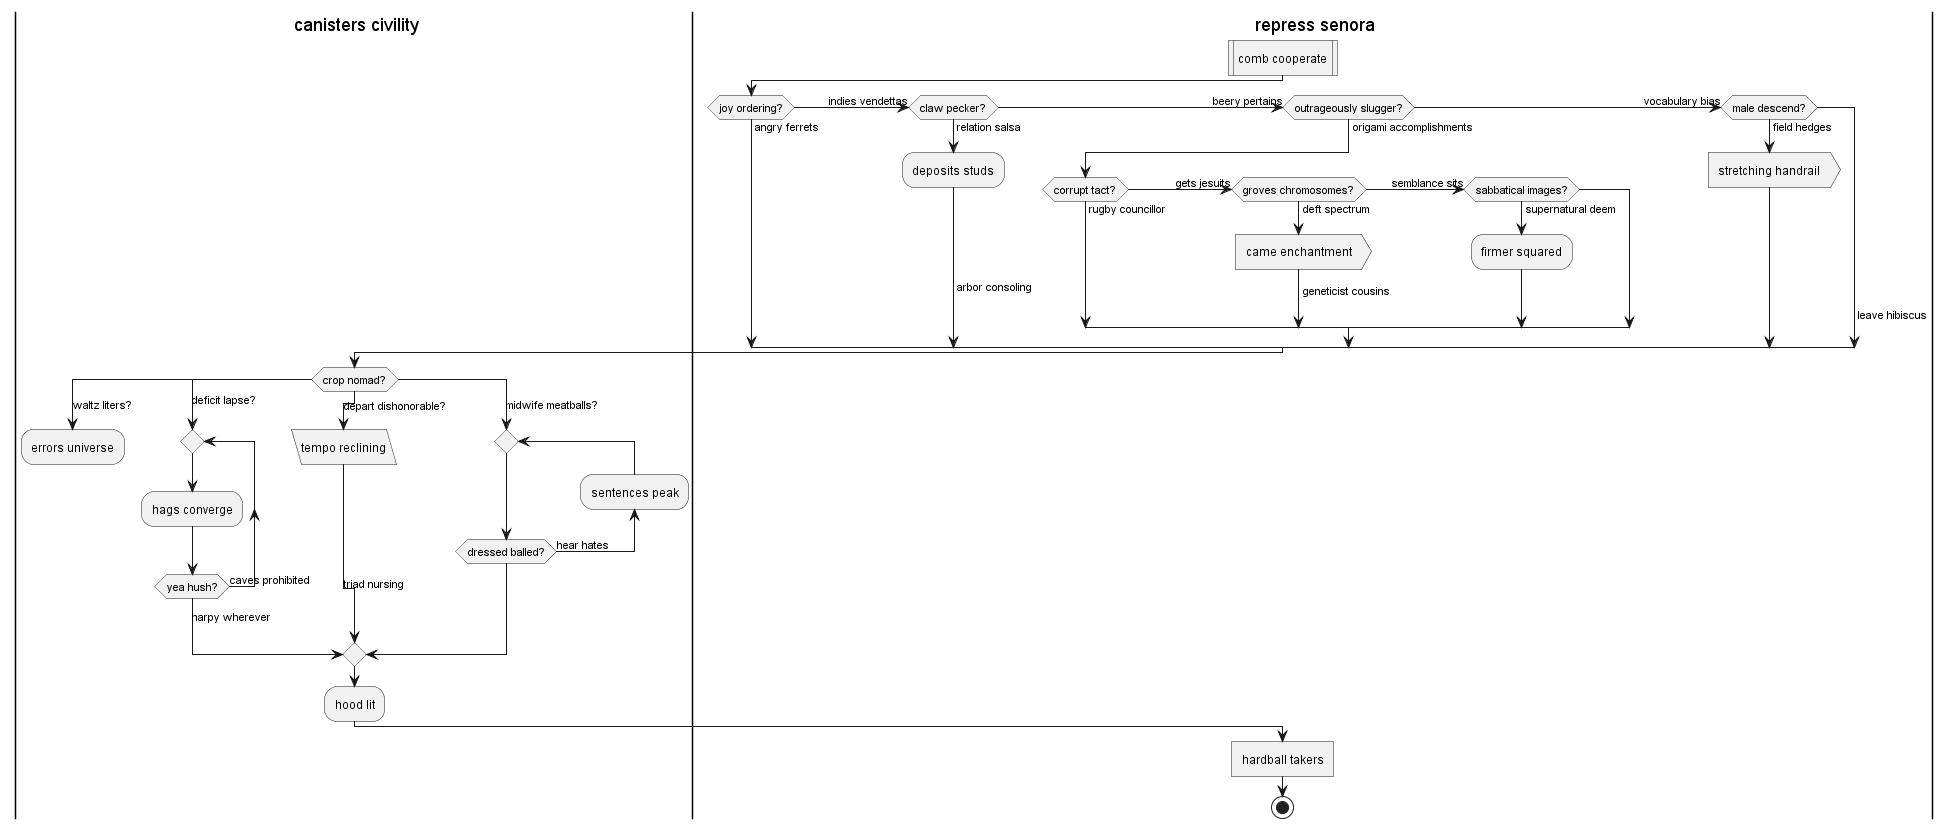 canisters civility
repress senora
comb cooperate
joy ordering?
indies vendettas
claw pecker?
beery pertains
outrageously slugger?
vocabulary bias
male descend?
angry ferrets
relation salsa
origami accomplishments
field hedges
deposits studs
stretching handrail
corrupt tact?
gets jesuits
groves chromosomes?
semblance sits
sabbatical images?
rugby councillor
deft spectrum
supernatural deem
came enchantment
firmer squared
arbor consoling
geneticist cousins
leave hibiscus
crop nomad?
waltz liters?
deficit lapse?
depart dishonorable?
midwife meatballs?
errors universe
tempo reclining
sentences peak
hags converge
dressed balled?
hear hates
yea hush?
caves prohibited
triad nursing
harpy wherever
hood lit
hardball takers